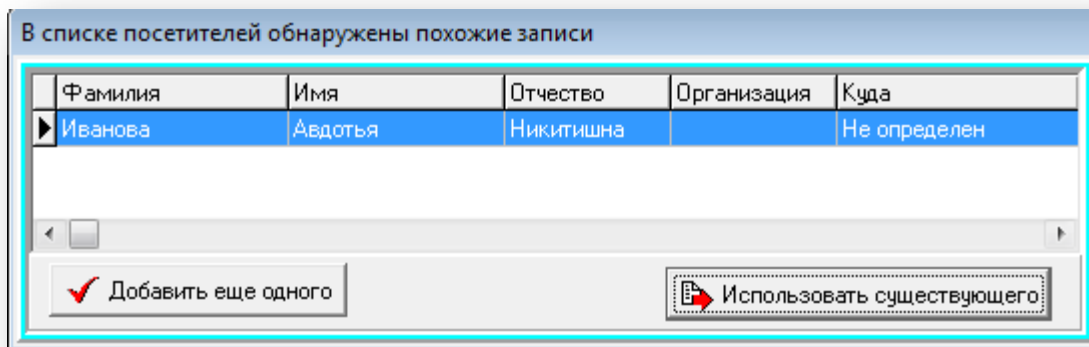 В списке посетителей обнаружены похожие записи
Фамилия Имя Отчество Организация Куда
Иванова Авдотья Никитишна Не определен
Добавить еще одного Использовать существующего